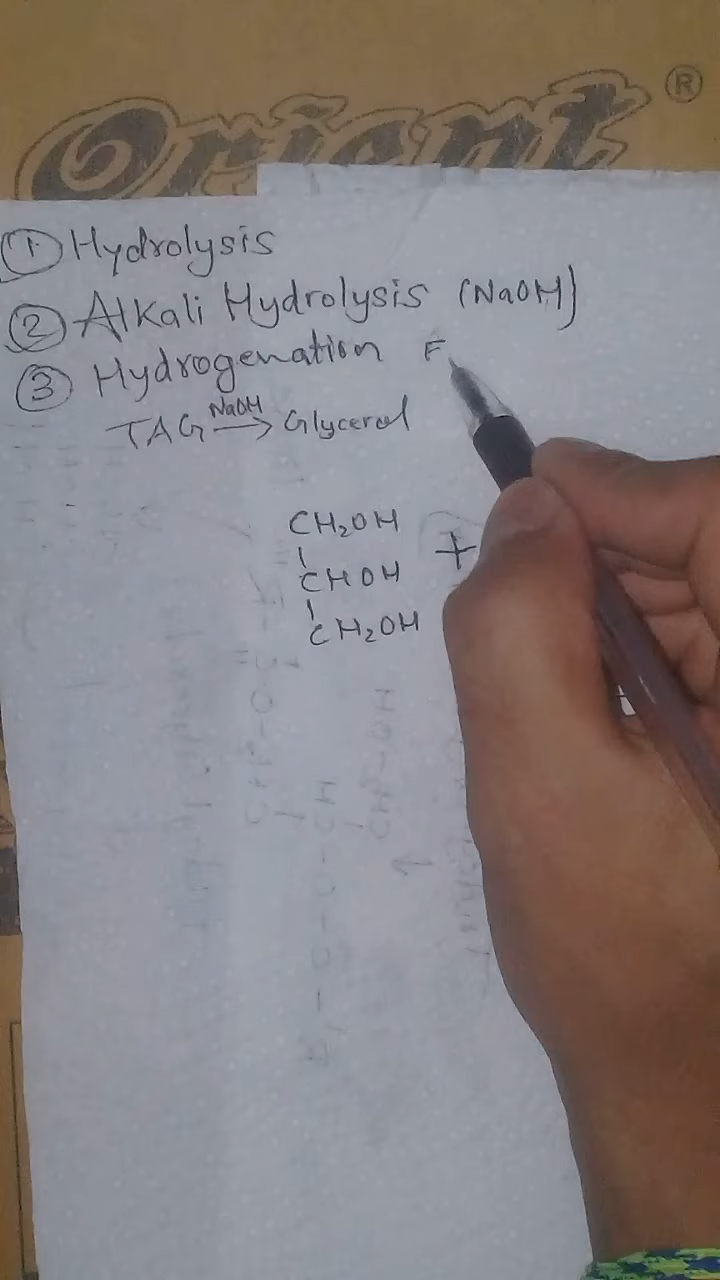 Orient ®
① Hydrolysis
② Alkali Hydrolysis (NaOH)
③ Hydrogenation F
TAG NaOH → Glycerol
CH₂OH
CHOH +
CH₂OH